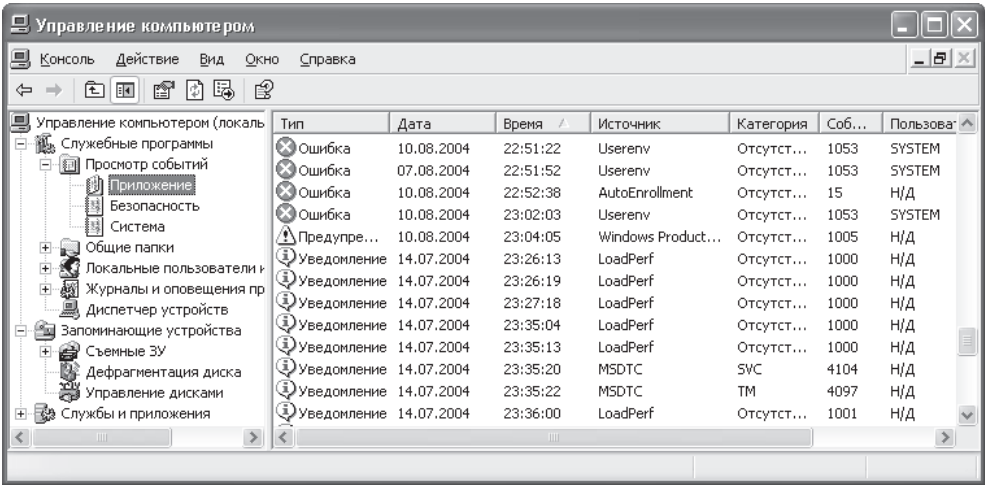 Управление компьютером
Консоль Действие Вид Окно Справка
Управление компьютером (локаль
Служебные программы
Просмотр событий
Приложение
Безопасность
Система
Общие папки
Локальные пользователи и
Журналы и оповещения пр
Диспетчер устройств
Запоминающие устройства
Съемные ЗУ
Дефрагментация диска
Управление дисками
Службы и приложения
Тип Дата Время Источник Категория Соб... Пользоват
Ошибка 10.08.2004 22:51:22 Userenv Отсутст... 1053 SYSTEM
Ошибка 07.08.2004 22:51:52 Userenv Отсутст... 1053 SYSTEM
Ошибка 10.08.2004 22:52:38 AutoEnrollment Отсутст... 15 Н/Д
Ошибка 10.08.2004 23:02:03 Userenv Отсутст... 1053 SYSTEM
Предупре... 10.08.2004 23:04:05 Windows Product... Отсутст... 1005 Н/Д
Уведомление 14.07.2004 23:26:13 LoadPerf Отсутст... 1000 Н/Д
Уведомление 14.07.2004 23:26:19 LoadPerf Отсутст... 1000 Н/Д
Уведомление 14.07.2004 23:27:18 LoadPerf Отсутст... 1000 Н/Д
Уведомление 14.07.2004 23:35:04 LoadPerf Отсутст... 1000 Н/Д
Уведомление 14.07.2004 23:35:13 LoadPerf Отсутст... 1000 Н/Д
Уведомление 14.07.2004 23:35:20 MSDTC SVC 4104 Н/Д
Уведомление 14.07.2004 23:35:22 MSDTC TM 4097 Н/Д
Уведомление 14.07.2004 23:36:00 LoadPerf Отсутст... 1001 Н/Д